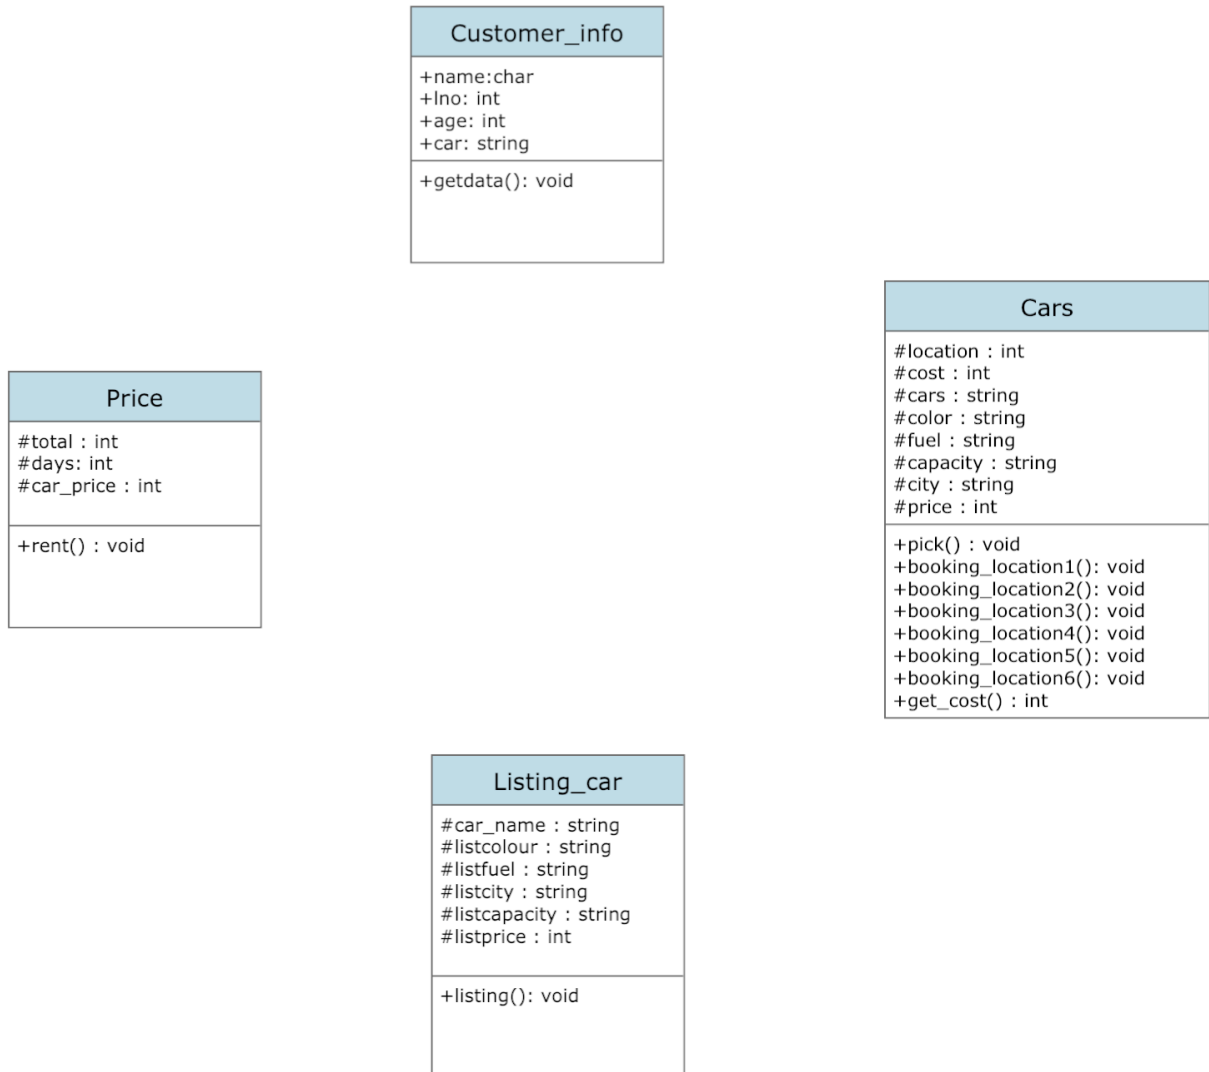 Customer_info
+name:char
+lno: int
+age: int
+car: string
+getdata(): void
Cars
#location : int
#cost : int
#cars : string
#color : string
#fuel : string
#capacity : string
#city : string
#price : int
+pick() : void
+booking_location1(): void
+booking_location2(): void
+booking_location3(): void
+booking_location4(): void
+booking_location5(): void
+booking_location6(): void
+get_cost() : int
Price
#total : int
#days: int
#car_price : int
+rent() : void
Listing_car
#car_name : string
#listcolour : string
#listfuel : string
#listcity : string
#listcapacity : string
#listprice : int
+listing(): void